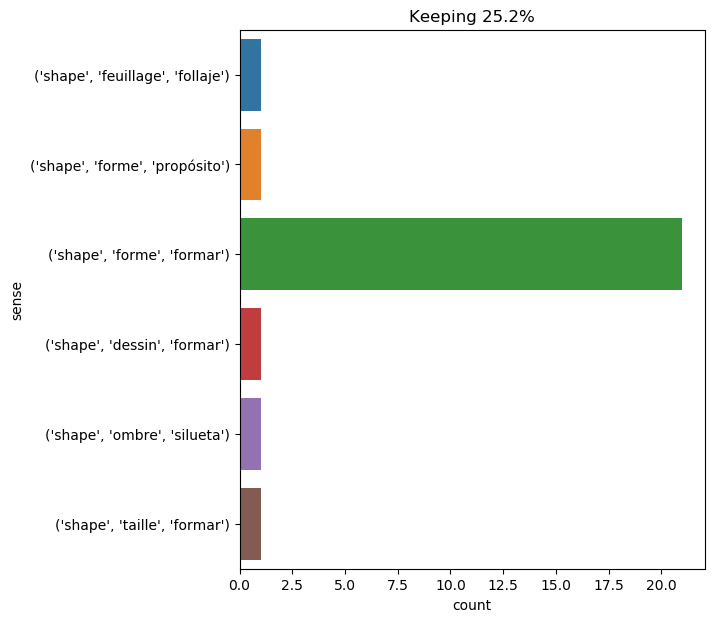 Keeping 25.2%
('shape', 'feuillage', 'follaje')
('shape', 'forme', 'propósito')
('shape', 'forme', 'formar')
('shape', 'dessin', 'formar')
('shape', 'ombre', 'silueta')
('shape', 'taille', 'formar')
sense
0.0 2.5 5.0 7.5 10.0 12.5 15.0 17.5 20.0
count